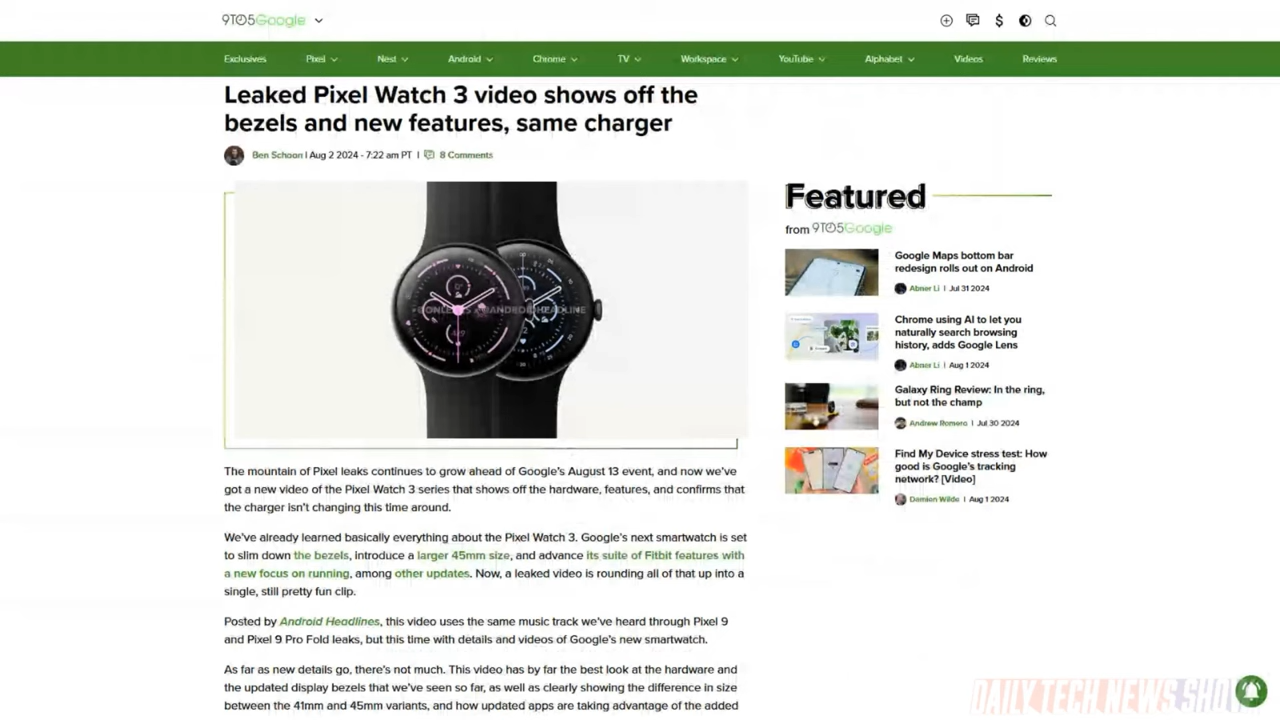 9TO5Google
Exclusives Pixel Nest Android Chrome TV Workspace YouTube Alphabet Videos Reviews
Leaked Pixel Watch 3 video shows off the
bezels and new features, same charger
Ben Schoon | Aug 2 2024 - 7:22 am PT | 8 Comments
The mountain of Pixel leaks continues to grow ahead of Google's August 13 event, and now we've
got a new video of the Pixel Watch 3 series that shows off the hardware, features, and confirms that
the charger isn't changing this time around.
We've already learned basically everything about the Pixel Watch 3. Google's next smartwatch is set
to slim down the bezels, introduce a larger 45mm size, and advance its suite of Fitbit features with
a new focus on running, among other updates. Now, a leaked video is rounding all of that up into a
single, still pretty fun clip.
Posted by Android Headlines, this video uses the same music track we've heard through Pixel 9
and Pixel 9 Pro Fold leaks, but this time with details and videos of Google's new smartwatch.
As far as new details go, there's not much. This video has by far the best look at the hardware and
the updated display bezels that we've seen so far, as well as clearly showing the difference in size
between the 41mm and 45mm variants, and how updated apps are taking advantage of the added
Featured
from 9TO5Google
Google Maps bottom bar
redesign rolls out on Android
Abner Li | Jul 31 2024
Chrome using AI to let you
naturally search browsing
history, adds Google Lens
Abner Li | Aug 1 2024
Galaxy Ring Review: In the ring,
but not the champ
Andrew Romero | Jul 30 2024
Find My Device stress test: How
good is Google's tracking
network? [Video]
Damien Wilde | Aug 1 2024
DAILY TECH NEWS SHOW